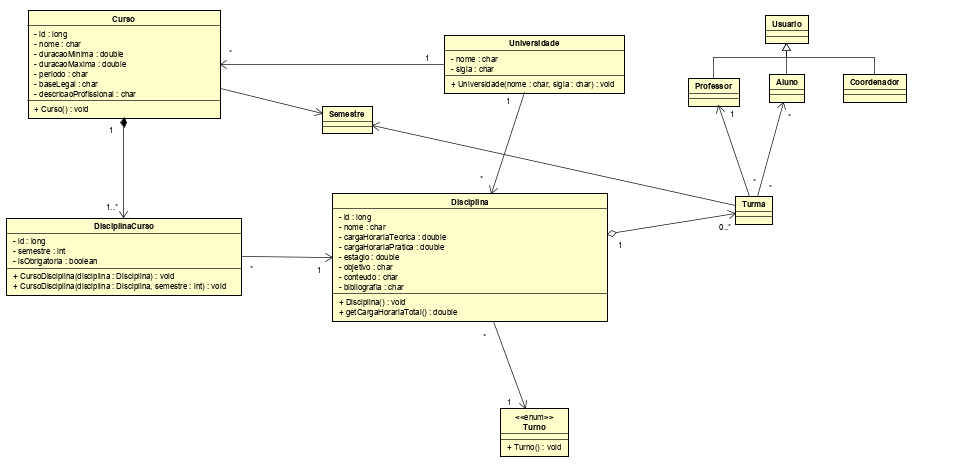 Curso
- id : long
- nome : char
- duracaoMinima : double
- duracaoMaxima : double
- periodo : char
- baseLegal : char
- descricaoProfissional : char
+ Curso() : void
Universidade
- nome : char
- sigla : char
+ Universidade(nome : char, sigla : char) : void
Usuario
Professor
Aluno
Coordenador
*
1
1
1
*
Semestre
1
1..*
*
*
*
Turma
0..*
1
DisciplinaCurso
- id : long
- semestre : int
- isObrigatoria : boolean
+ CursoDisciplina(disciplina : Disciplina) : void
+ CursoDisciplina(disciplina : Disciplina, semestre : int) : void
*
1
Disciplina
- id : long
- nome : char
- cargaHorariaTeorica : double
- cargaHorariaPratica : double
- estagio : double
- objetivo : char
- conteudo : char
- bibliografia : char
+ Disciplina() : void
+ getCargaHorariaTotal() : double
*
1
<<enum>>
Turno
+ Turno() : void